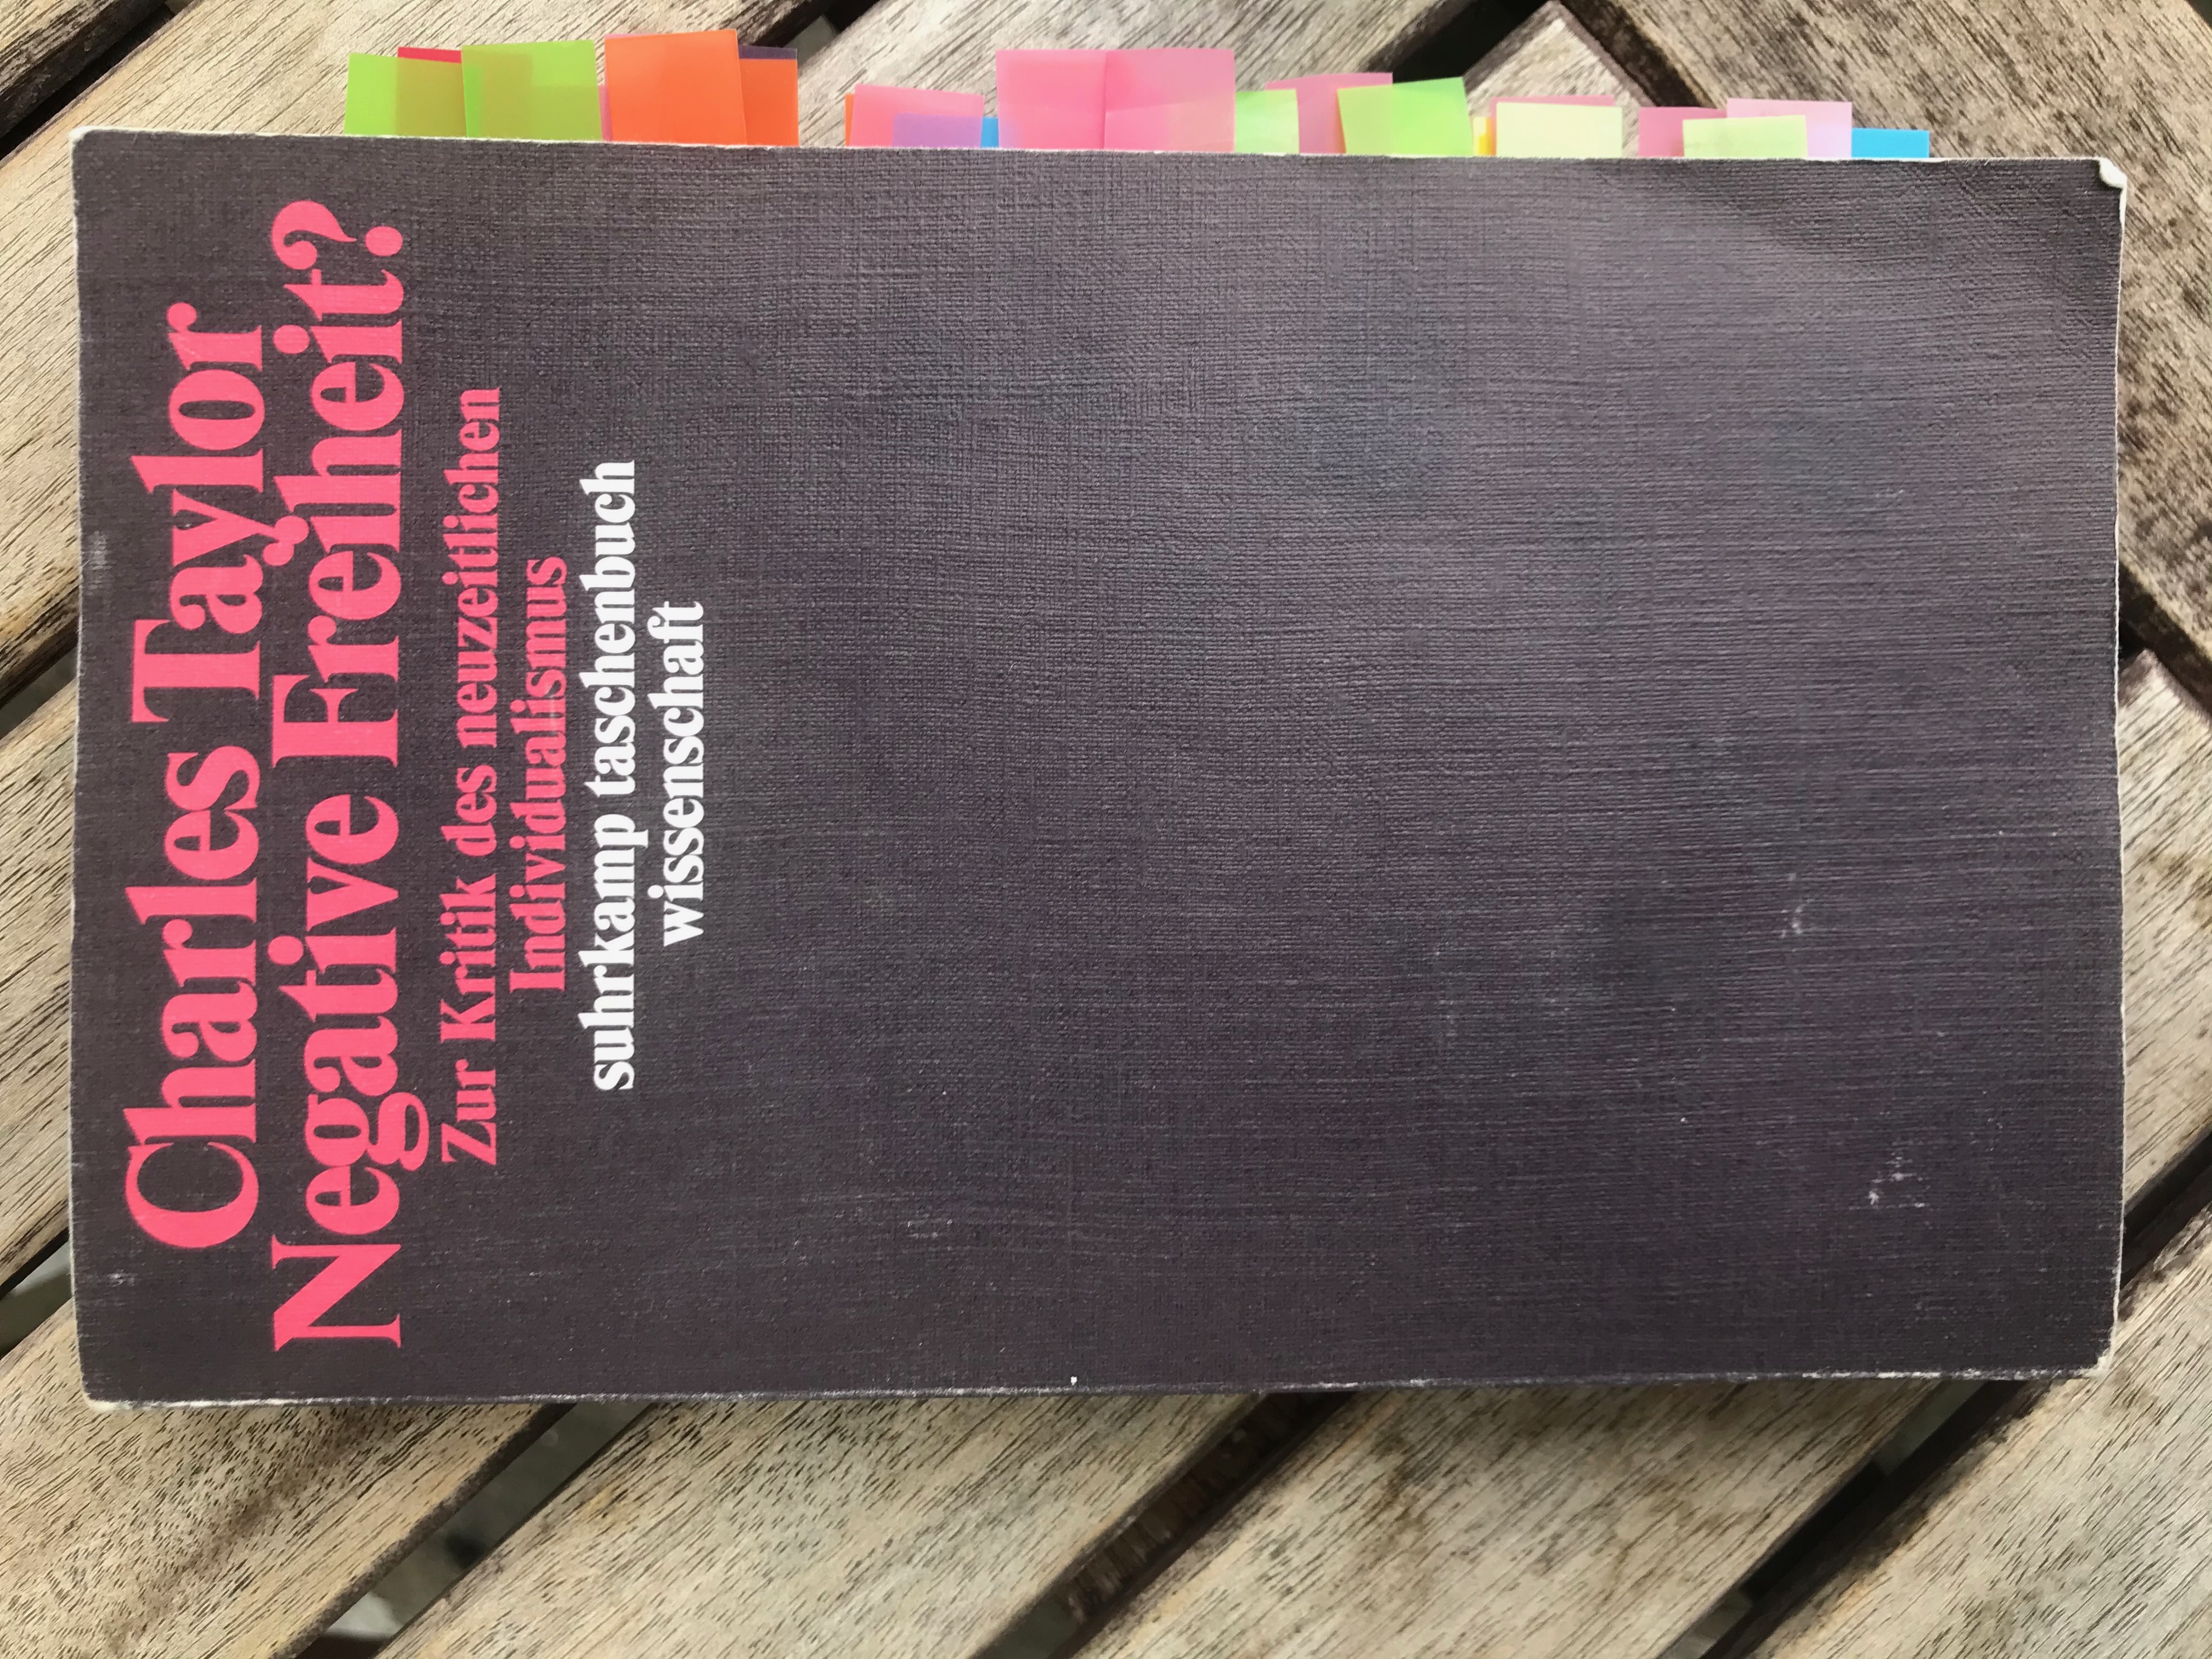 Charles Taylor
Negative Freiheit?
Zur Kritik des neuzeitlichen
Individualismus
suhrkamp taschenbuch
wissenschaft